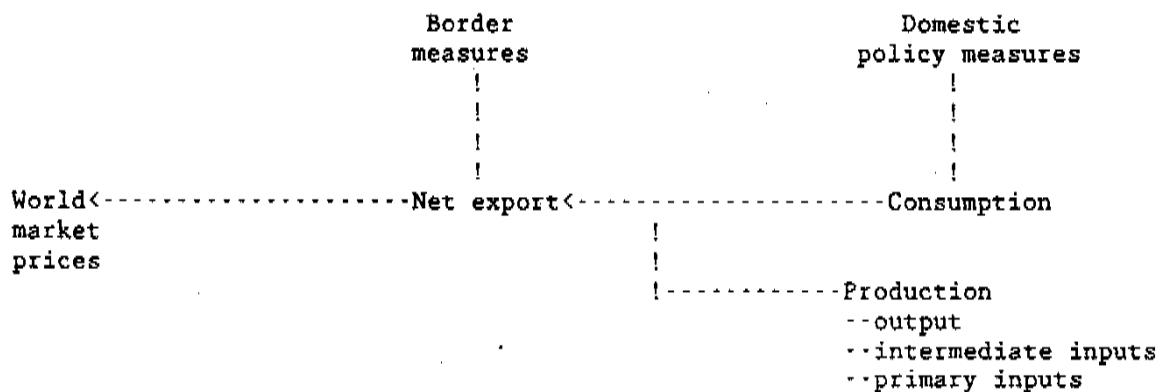 Border Domestic
measures policy measures
! !
! !
! !
! !
World<--------------------Net export<-------------------Consumption
market !
prices !
!------------Production
--output
--intermediate inputs
--primary inputs